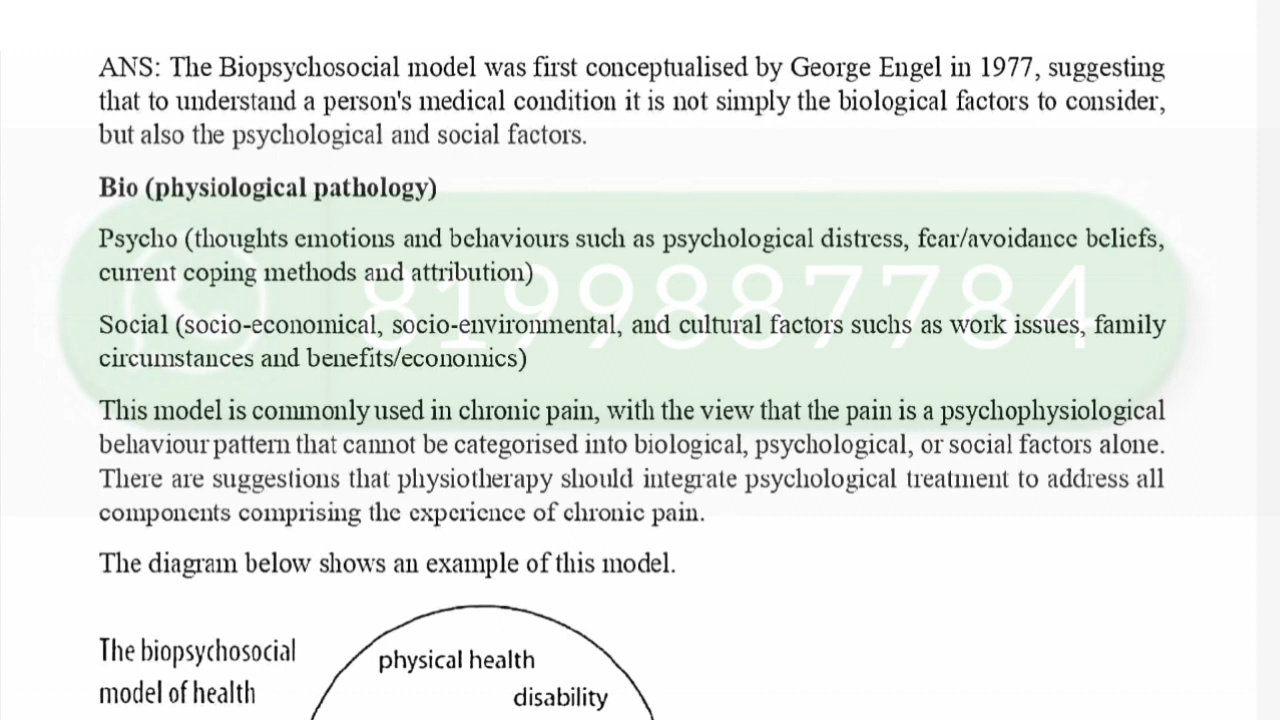 ANS: The Biopsychosocial model was first conceptualised by George Engel in 1977, suggesting
that to understand a person's medical condition it is not simply the biological factors to consider,
but also the psychological and social factors.
Bio (physiological pathology)
Psycho (thoughts emotions and behaviours such as psychological distress, fear/avoidance beliefs,
current coping methods and attribution)
8199887784
Social (socio-economical, socio-environmental, and cultural factors suchs as work issues, family
circumstances and benefits/economics)
This model is commonly used in chronic pain, with the view that the pain is a psychophysiological
behaviour pattern that cannot be categorised into biological, psychological, or social factors alone.
There are suggestions that physiotherapy should integrate psychological treatment to address all
components comprising the experience of chronic pain.
The diagram below shows an example of this model.
The biopsychosocial
model of health
physical health
disability